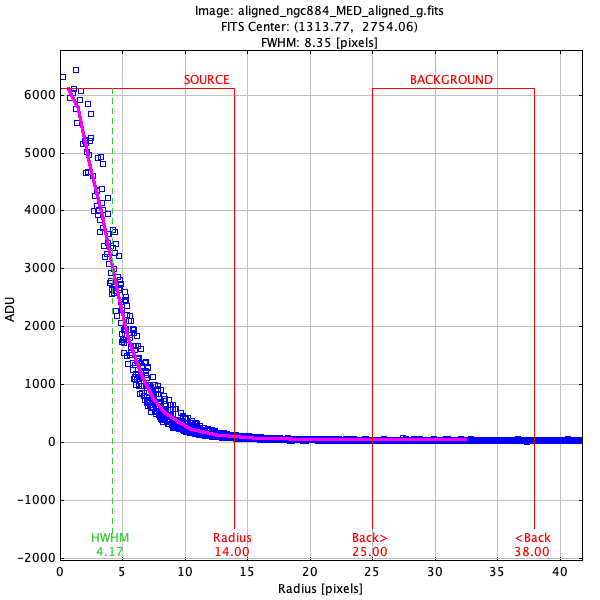 Image: aligned_ngc884_MED_aligned_g.fits
FITS Center: (1313.77, 2754.06)
FWHM: 8.35 [pixels]
SOURCE
BACKGROUND
6000
5000
4000
3000
2000
1000
0
−1000
−2000
ADU
HWHM
4.17
Radius
14.00
Back>
25.00
<Back
38.00
0 5 10 15 20 25 30 35 40
Radius [pixels]